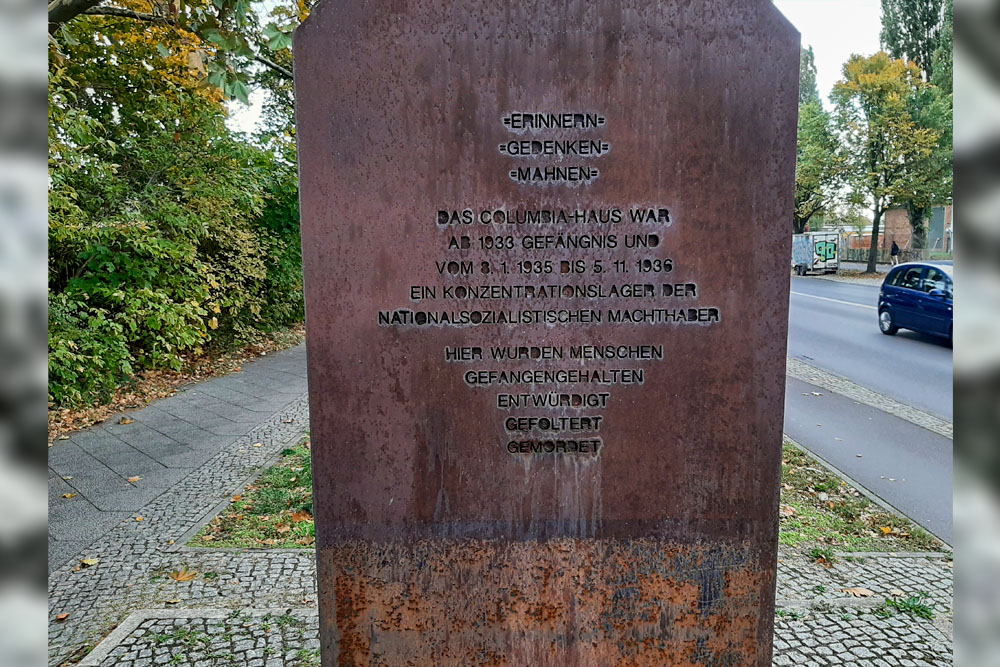 =ERINNERN=
=GEDENKEN=
=MAHNEN=
DAS COLUMBIA-HAUS WAR
AB 1933 GEFÄNGNIS UND
VOM 8. 1. 1935 BIS 5. 11. 1936
EIN KONZENTRATIONSLAGER DER
NATIONALSOZIALISTISCHEN MACHTHABER
HIER WURDEN MENSCHEN
GEFANGENGEHALTEN
ENTWÜRDIGT
GEFOLTERT
GEMORDET